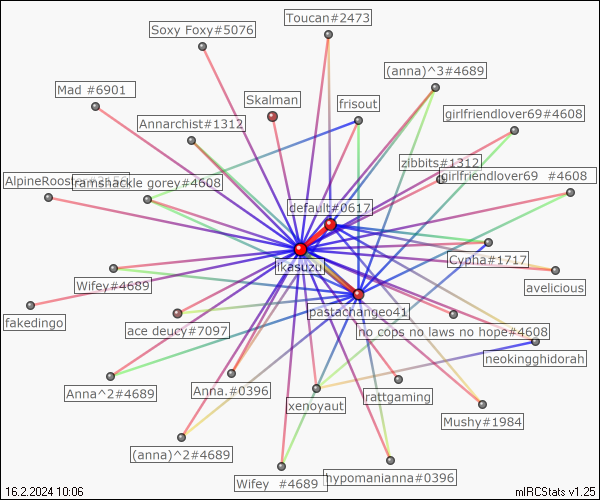 Toucan#2473
Soxy Foxy#5076
(anna)^3#4689
Mad #6901
Skalman
frisout
girlfriendlover69#4608
Annarchist#1312
zibbits#1312
girlfriendlover69 #4608
ramshackle gorey#4608
default#0617
Cypha#1717
ikasuzu
avelicious
Wifey#4689
pastachangeo41
fakedingo
ace deucy#7097
no cops no laws no hope#4608
neokingghidorah
Anna^2#4689
Anna.#0396
rattgaming
xenoyaut
Mushy#1984
(anna)^2#4689
hypomanianna#0396
Wifey #4689
16.2.2024 10:06
mIRCStats v1.25